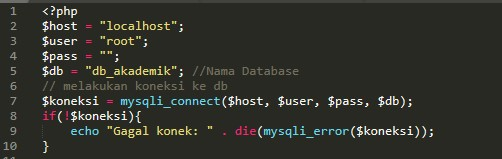 1 <?php
2 $host = "localhost";
3 $user = "root";
4 $pass = "";
5 $db = "db_akademik"; //Nama Database
6 // melakukan koneksi ke db
7 $koneksi = mysqli_connect($host, $user, $pass, $db);
8 if(!$koneksi){
9 echo "Gagal konek: " . die(mysqli_error($koneksi));
10 }